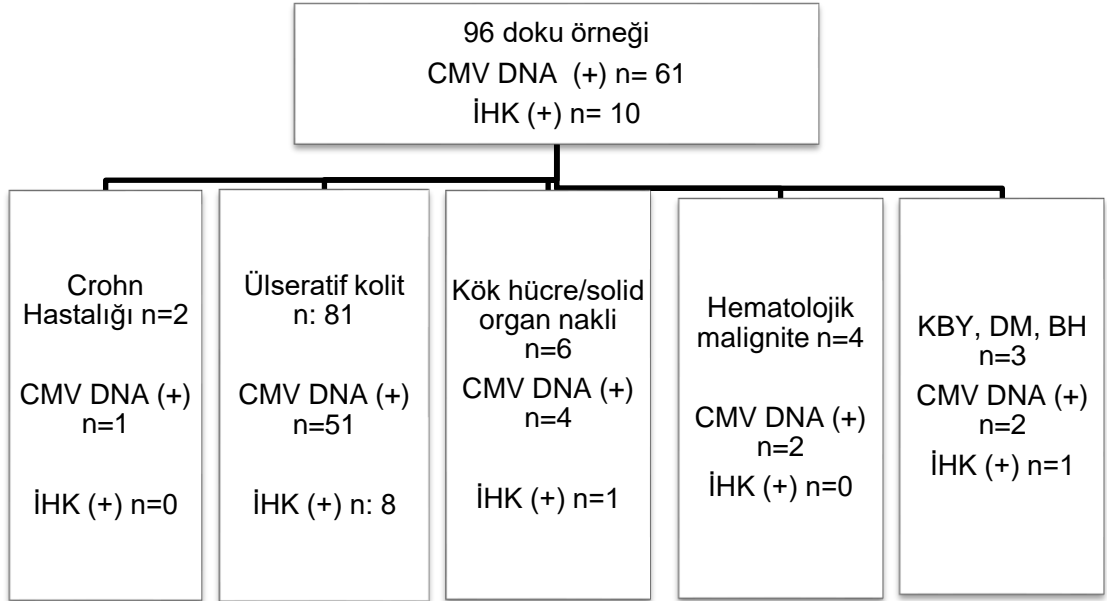 96 doku örneği
CMV DNA (+) n= 61
İHK (+) n= 10
Crohn
Hastalığı n=2
CMV DNA (+)
n=1
İHK (+) n=0
Ülseratif kolit
n: 81
CMV DNA (+)
n=51
İHK (+) n: 8
Kök hücre/solid
organ nakli
n=6
CMV DNA (+)
n=4
İHK (+) n=1
Hematolojik
malignite n=4
CMV DNA (+)
n=2
İHK (+) n=0
KBY, DM, BH
n=3
CMV DNA (+)
n=2
İHK (+) n=1